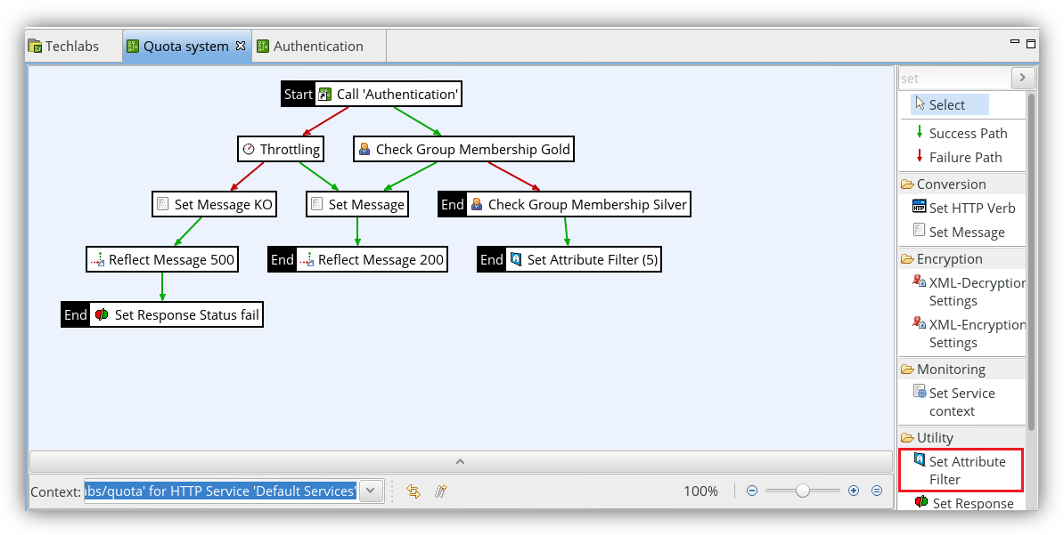 Techlabs
Quota system
Authentication
Start Call 'Authentication'
Throttling
Check Group Membership Gold
Set Message KO
Set Message
End Check Group Membership Silver
Reflect Message 500
End Reflect Message 200
End Set Attribute Filter (5)
End Set Response Status fail
set
Select
Success Path
Failure Path
Conversion
Set HTTP Verb
Set Message
Encryption
XML-Decryption
Settings
XML-Encryption
Settings
Monitoring
Set Service
context
Utility
Set Attribute
Filter
Set Response
Context: abs/quota' for HTTP Service 'Default Services'
100%